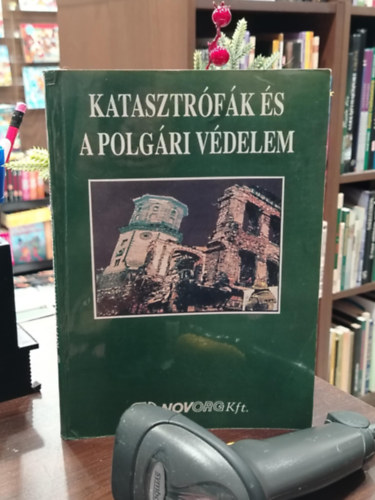 KATASZTRÓFÁK ÉS
A POLGÁRI VÉDELEM
NOVORG Kft.